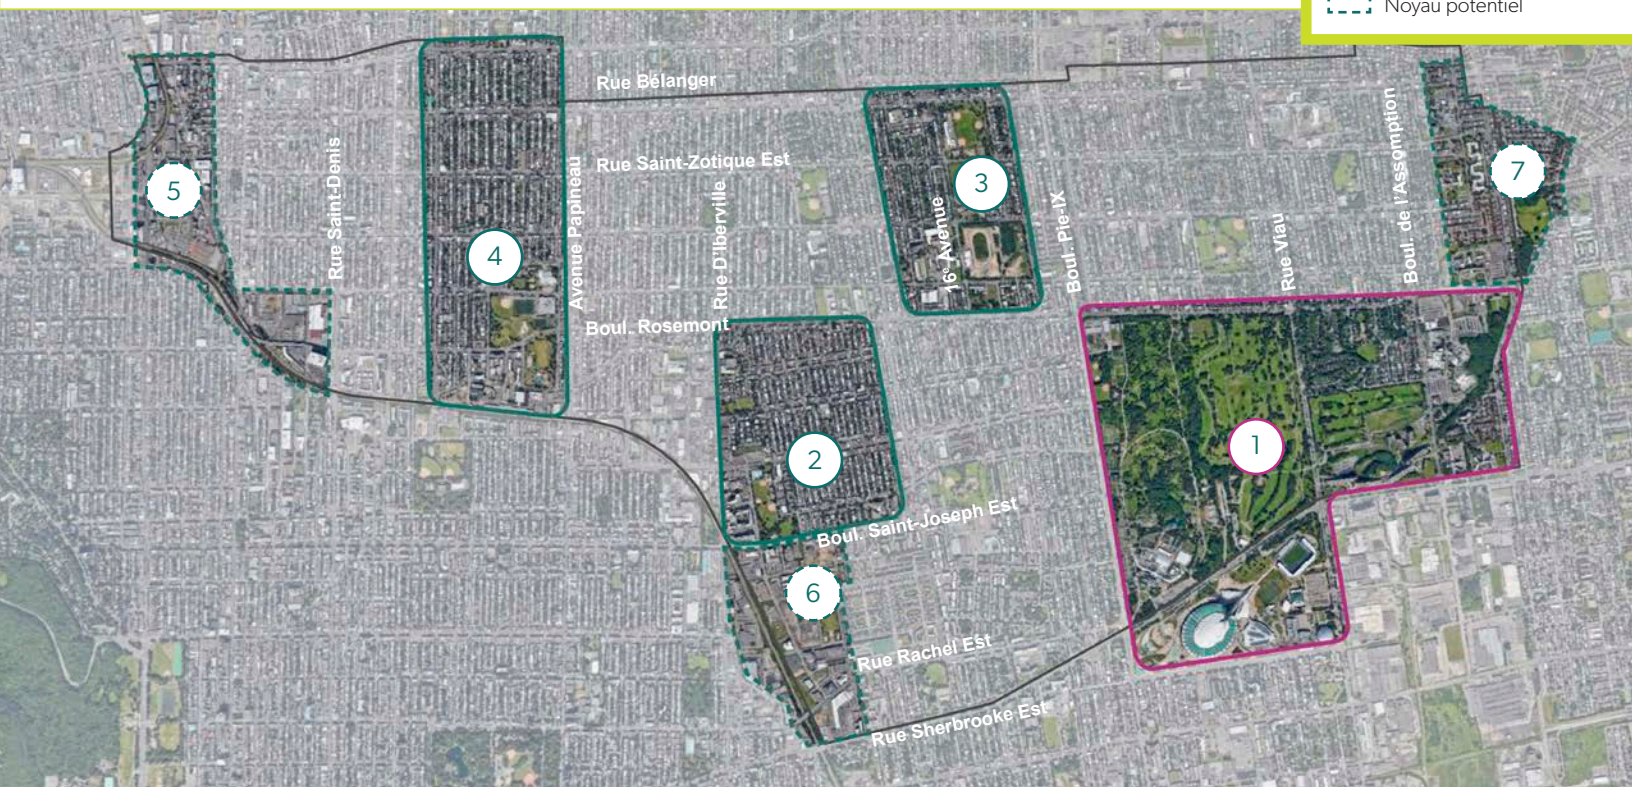 Noyau potentiel
Rue Bélanger
Rue Saint-Zotique Est
Rue Saint-Denis
Avenue Papineau
Rue D'Iberville
16e Avenue
Boul. Pie-IX
Rue Viau
Boul. de l'Assomption
Boul. Rosemont
Boul. Saint-Joseph Est
Rue Rachel Est
Rue Sherbrooke Est
5
4
3
7
2
1
6